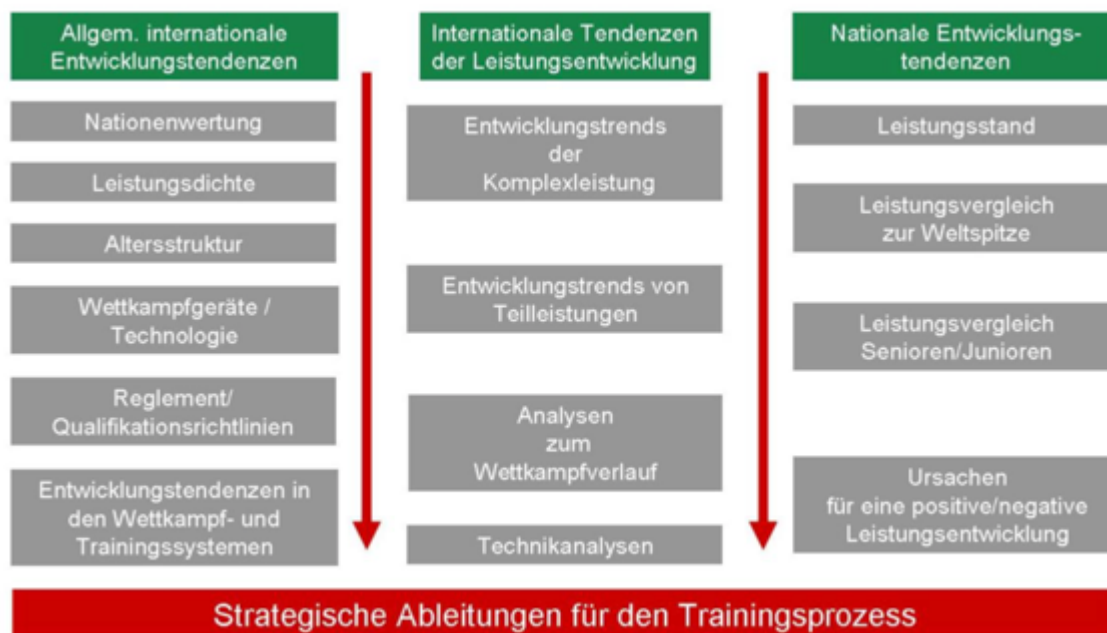 Allgem. internationale
Entwicklungstendenzen
Nationenwertung
Leistungsdichte
Altersstruktur
Wettkampfgeräte /
Technologie
Reglement/
Qualifikationsrichtlinien
Entwicklungstendenzen in
den Wettkampf- und
Trainingssystemen
Internationale Tendenzen
der Leistungsentwicklung
Entwicklungstrends
der
Komplexleistung
Entwicklungstrends von
Teilleistungen
Analysen
zum
Wettkampfverlauf
Technikanalysen
Nationale Entwicklungs-
tendenzen
Leistungsstand
Leistungsvergleich
zur Weltspitze
Leistungsvergleich
Senioren/Junioren
Ursachen
für eine positive/negative
Leistungsentwicklung
Strategische Ableitungen für den Trainingsprozess